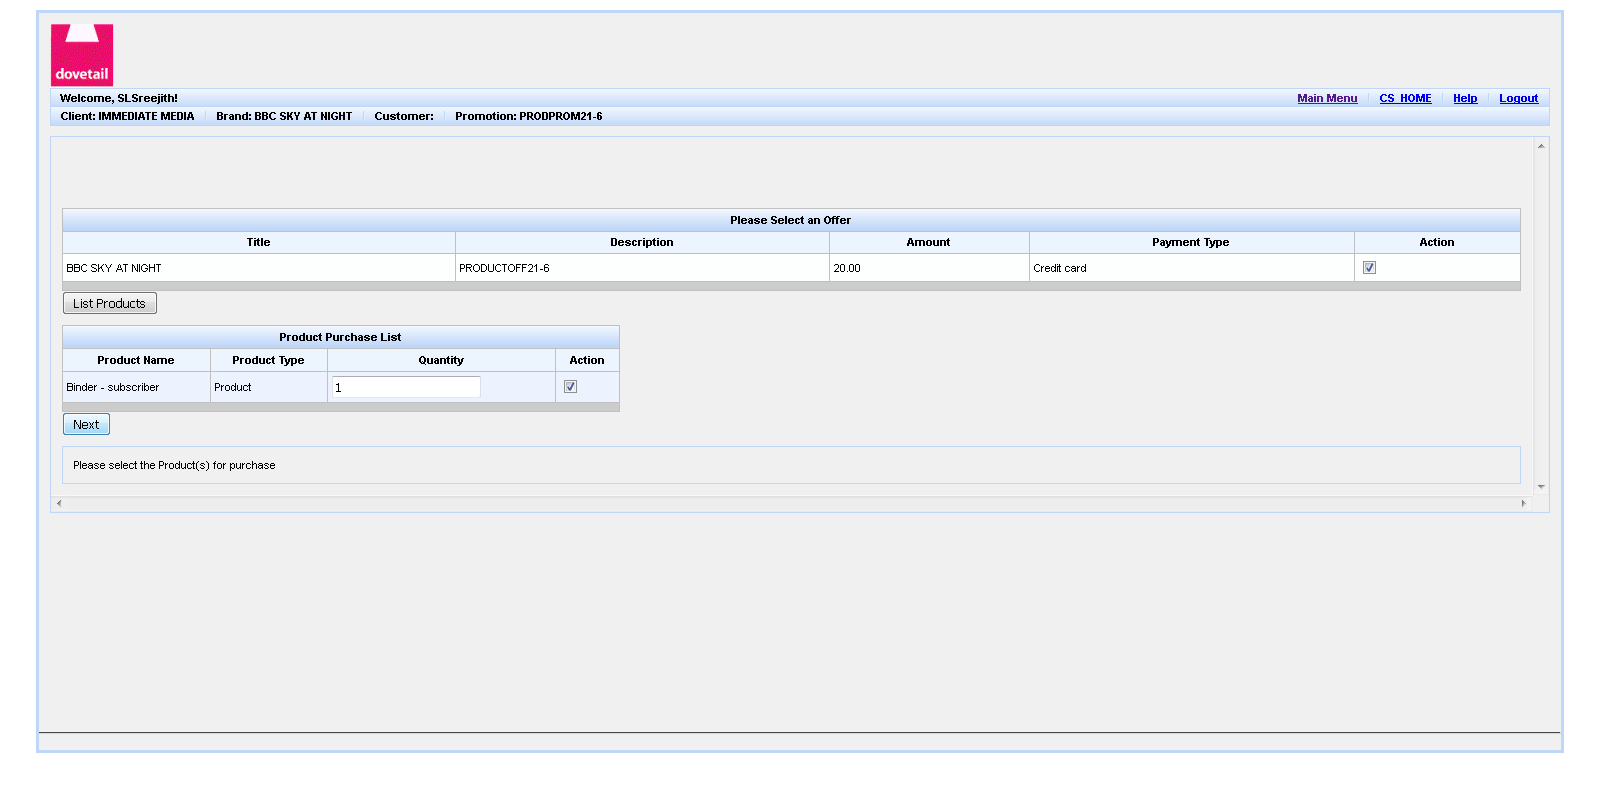 dovetail
Welcome, SLSreejith! Main Menu CS_HOME Help Logout
Client: IMMEDIATE MEDIA Brand: BBC SKY AT NIGHT Customer: Promotion: PRODPROM21-6
Please Select an Offer
Title Description Amount Payment Type Action
BBC SKY AT NIGHT PRODUCTOFF21-6 20.00 Credit card
List Products
Product Purchase List
Product Name Product Type Quantity Action
Binder - subscriber Product 1
Next
Please select the Product(s) for purchase